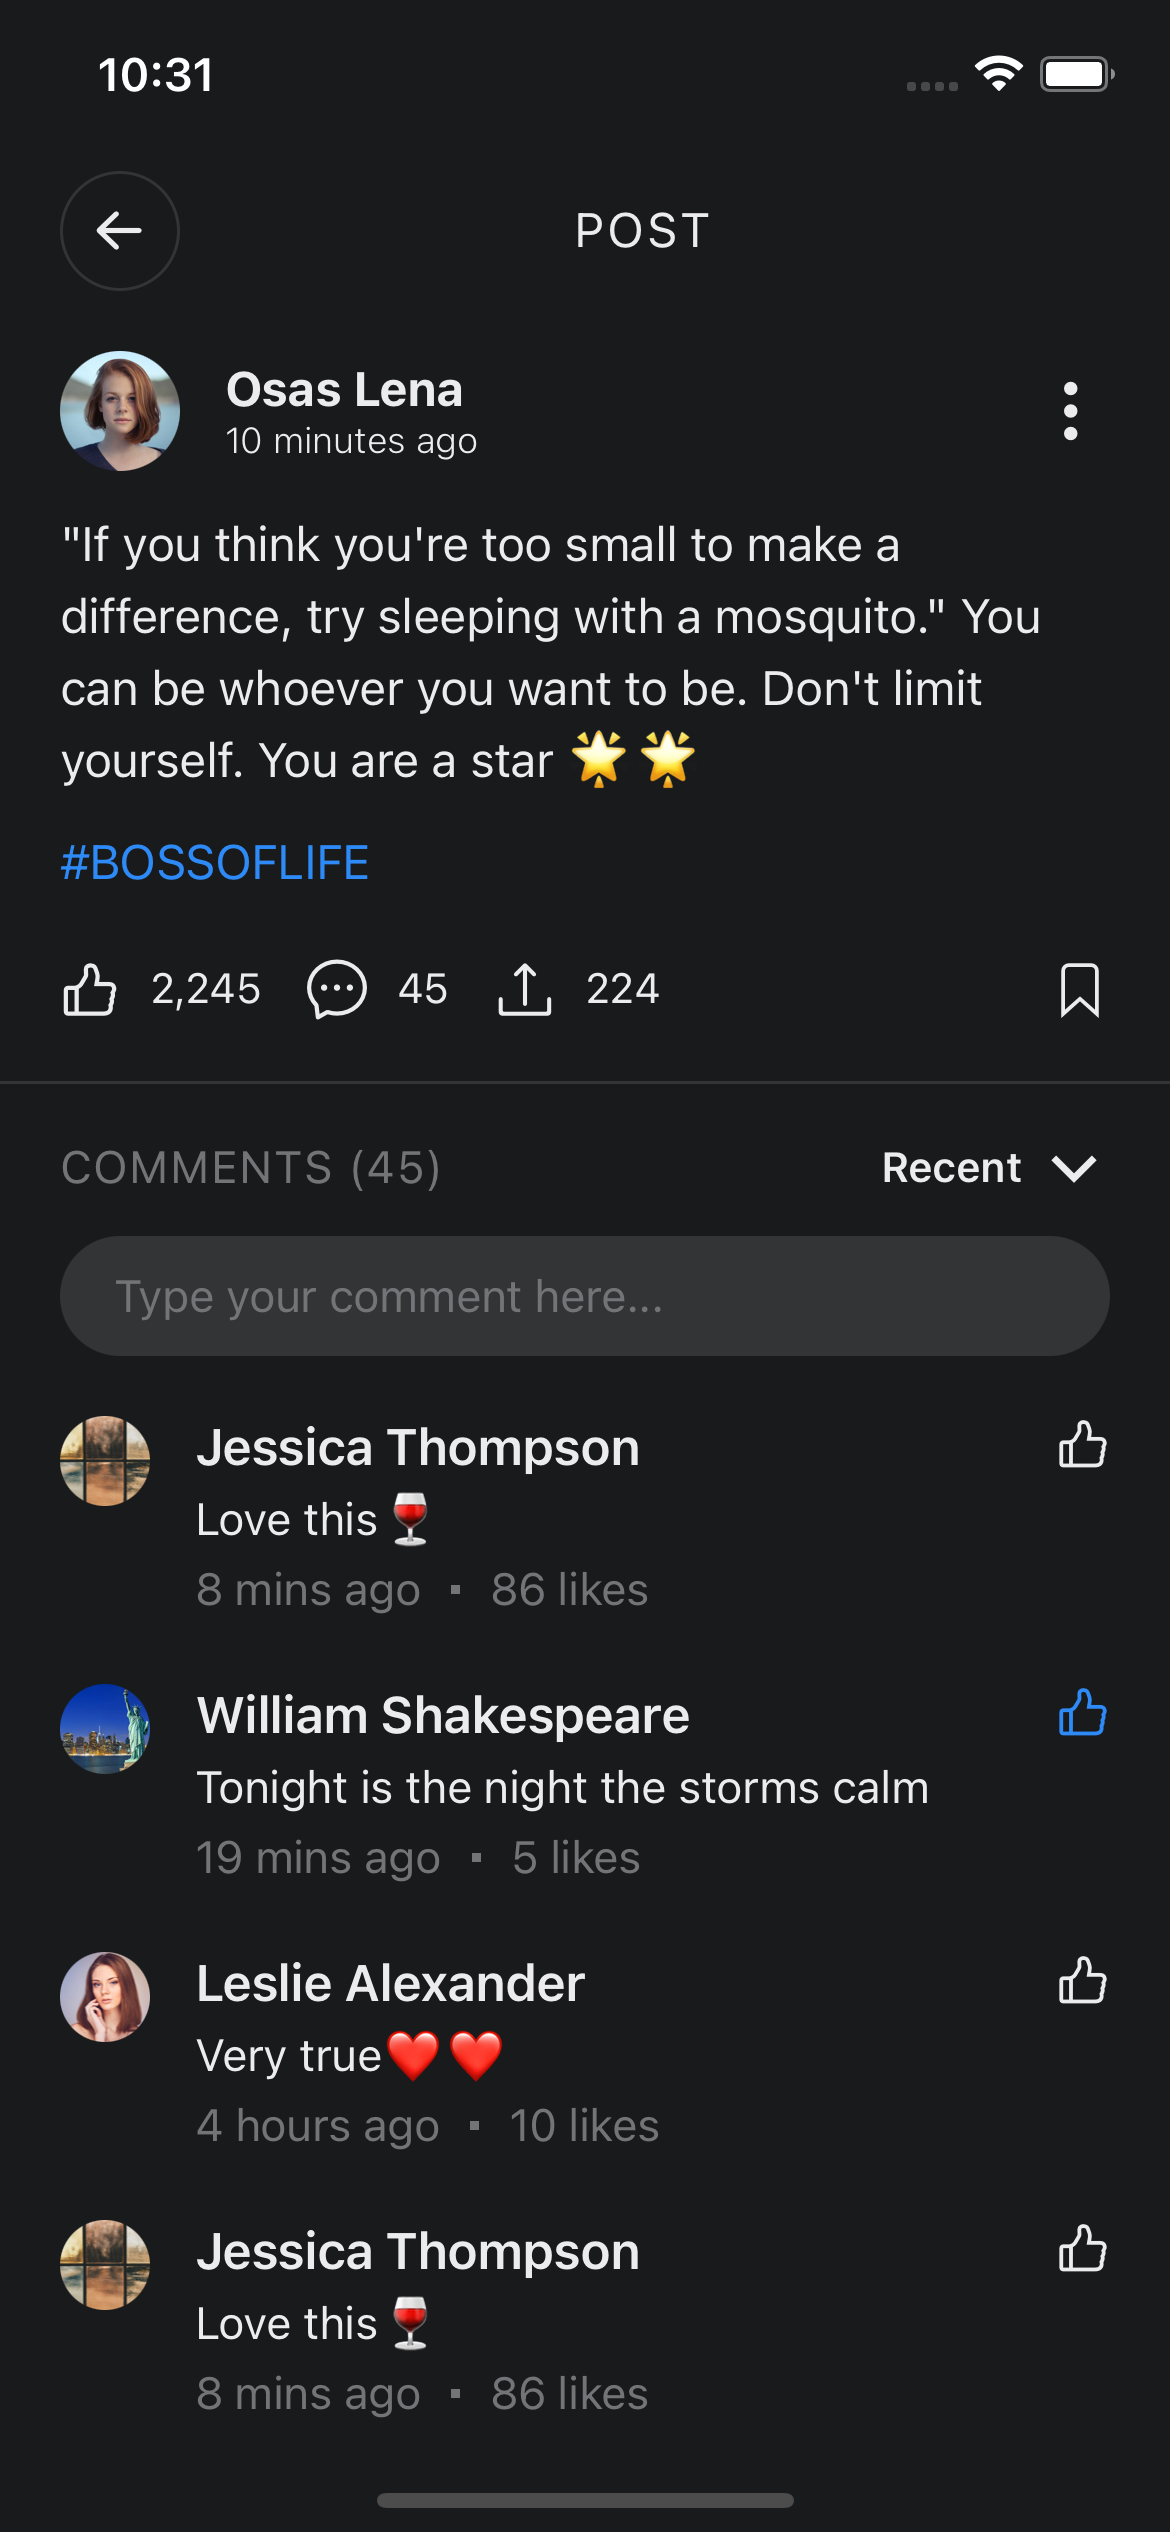 10:31
POST
Osas Lena
10 minutes ago
"If you think you're too small to make a
difference, try sleeping with a mosquito." You
can be whoever you want to be. Don't limit
yourself. You are a star 🌟🌟
#BOSSOFLIFE
2,245 45 224
COMMENTS (45) Recent
Type your comment here...
Jessica Thompson
Love this🍷
8 mins ago ▪ 86 likes
William Shakespeare
Tonight is the night the storms calm
19 mins ago ▪ 5 likes
Leslie Alexander
Very true❤️❤️
4 hours ago ▪ 10 likes
Jessica Thompson
Love this🍷
8 mins ago ▪ 86 likes